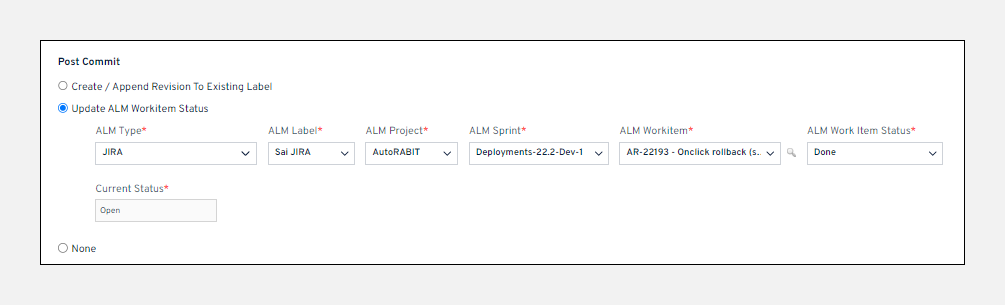 Post Commit
Create / Append Revision To Existing Label
Update ALM Workitem Status
ALM Type* ALM Label* ALM Project* ALM Sprint* ALM Workitem* ALM Work Item Status*
JIRA Sai JIRA AutoRABIT Deployments-22.2-Dev-1 AR-22193 - Onclick rollback (s.. Done
Current Status*
Open
None